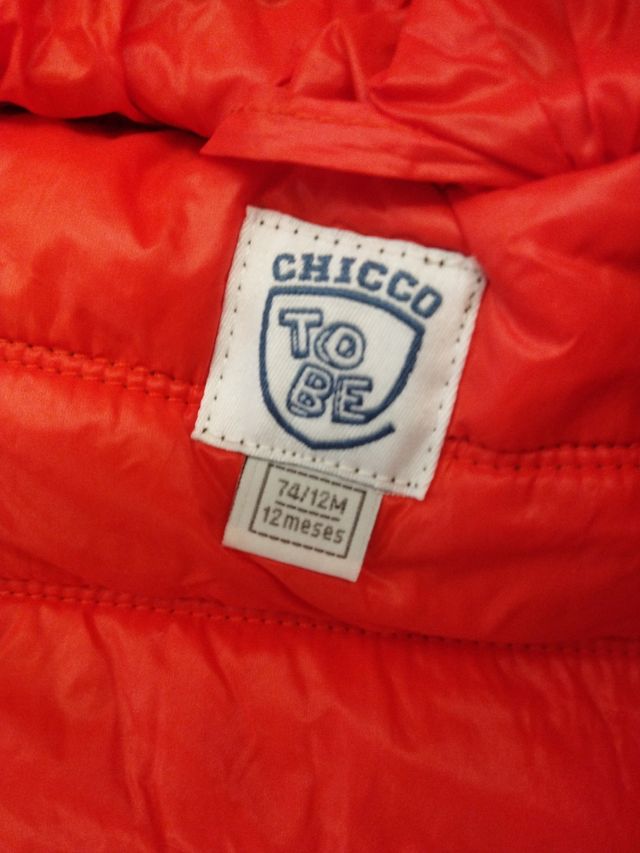 CHICCO
TO
BE
74/12M
12meses